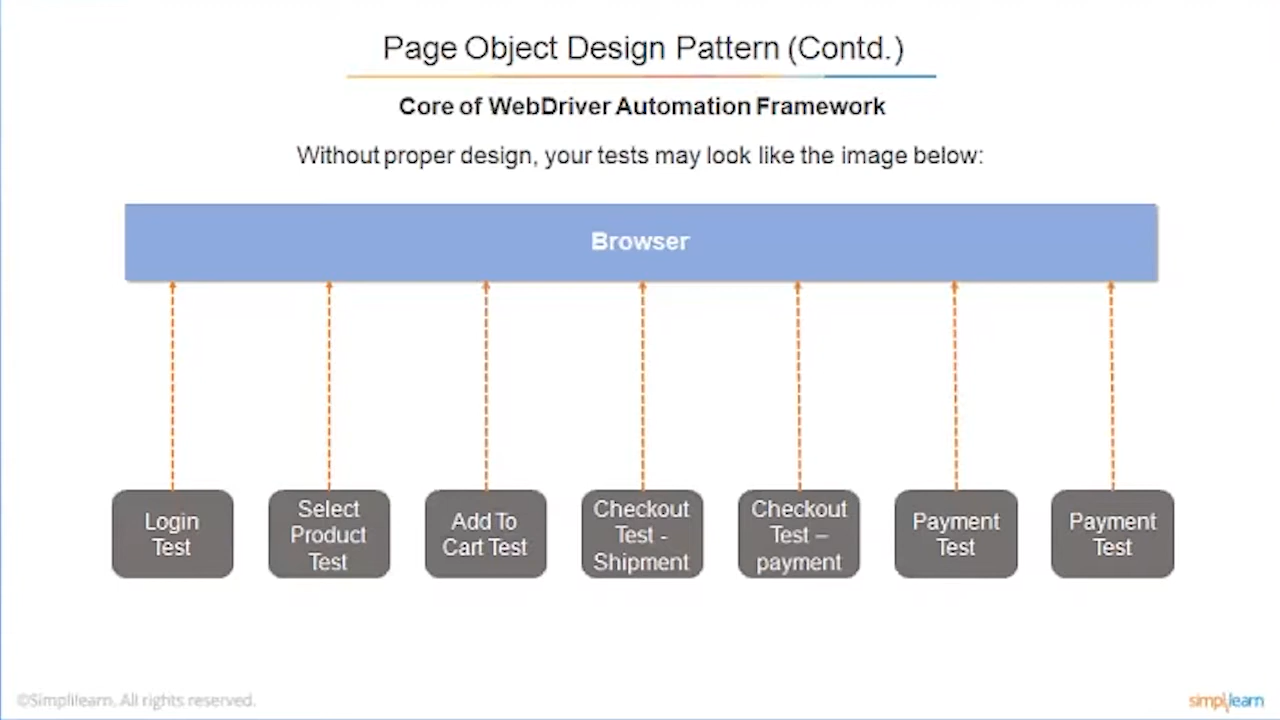 Page Object Design Pattern (Contd.)
Core of WebDriver Automation Framework
Without proper design, your tests may look like the image below:
Browser
Login
Test
Select
Product
Test
Add To
Cart Test
Checkout
Test -
Shipment
Checkout
Test –
payment
Payment
Test
Payment
Test
©Simplilearn, All rights reserved.
simplilearn